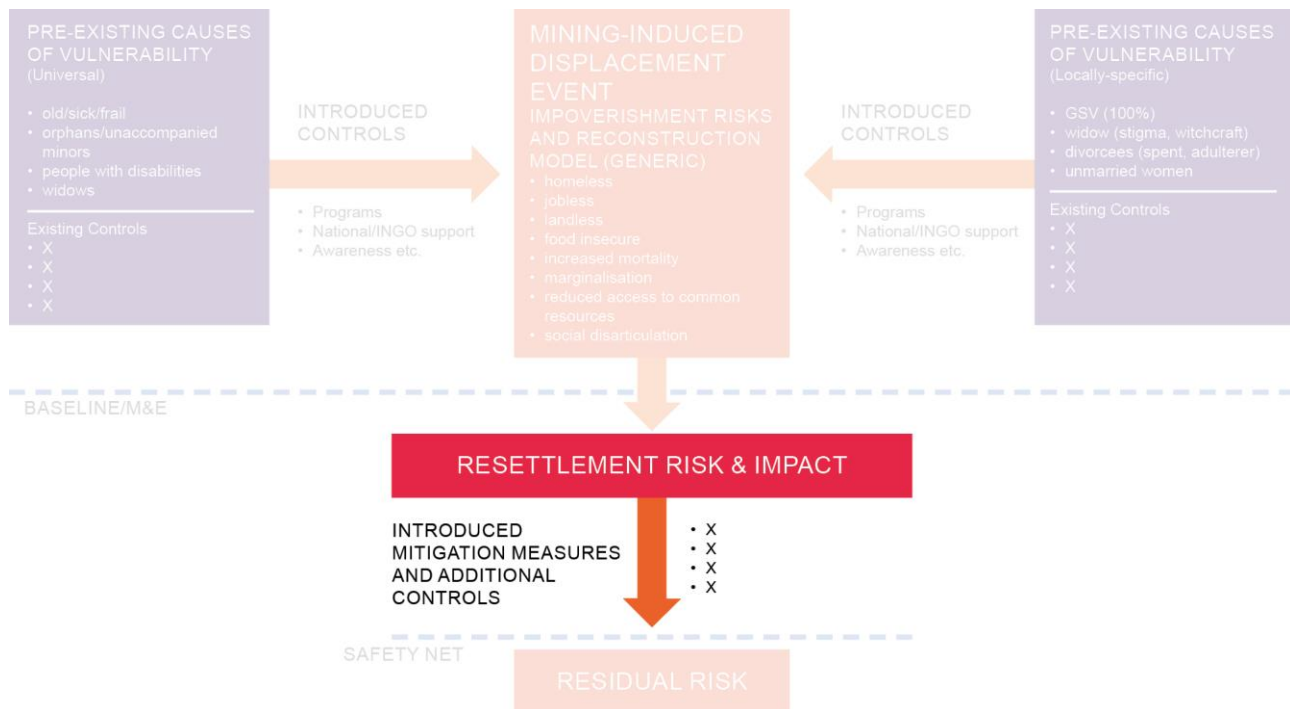 PRE-EXISTING CAUSES
OF VULNERABILITY
(Universal)
• old/sick/frail
• orphans/unaccompanied
minors
• people with disabilities
• widows
Existing Controls
• X
• X
• X
• X
INTRODUCED
CONTROLS
• Programs
• National/INGO support
• Awareness etc.
MINING-INDUCED
DISPLACEMENT
EVENT
IMPOVERISHMENT RISKS
AND RECONSTRUCTION
MODEL (GENERIC)
• homeless
• jobless
• landless
• food insecure
• increased mortality
• marginalisation
• reduced access to common
resources
• social disarticulation
INTRODUCED
CONTROLS
• Programs
• National/INGO support
• Awareness etc.
PRE-EXISTING CAUSES
OF VULNERABILITY
(Locally-specific)
• GSV (100%)
• widow (stigma, witchcraft)
• divorcees (spent, adulterer)
• unmarried women
Existing Controls
• X
• X
• X
• X
BASELINE/M&E
RESETTLEMENT RISK & IMPACT
INTRODUCED
MITIGATION MEASURES
AND ADDITIONAL
CONTROLS
• X
• X
• X
• X
SAFETY NET
RESIDUAL RISK